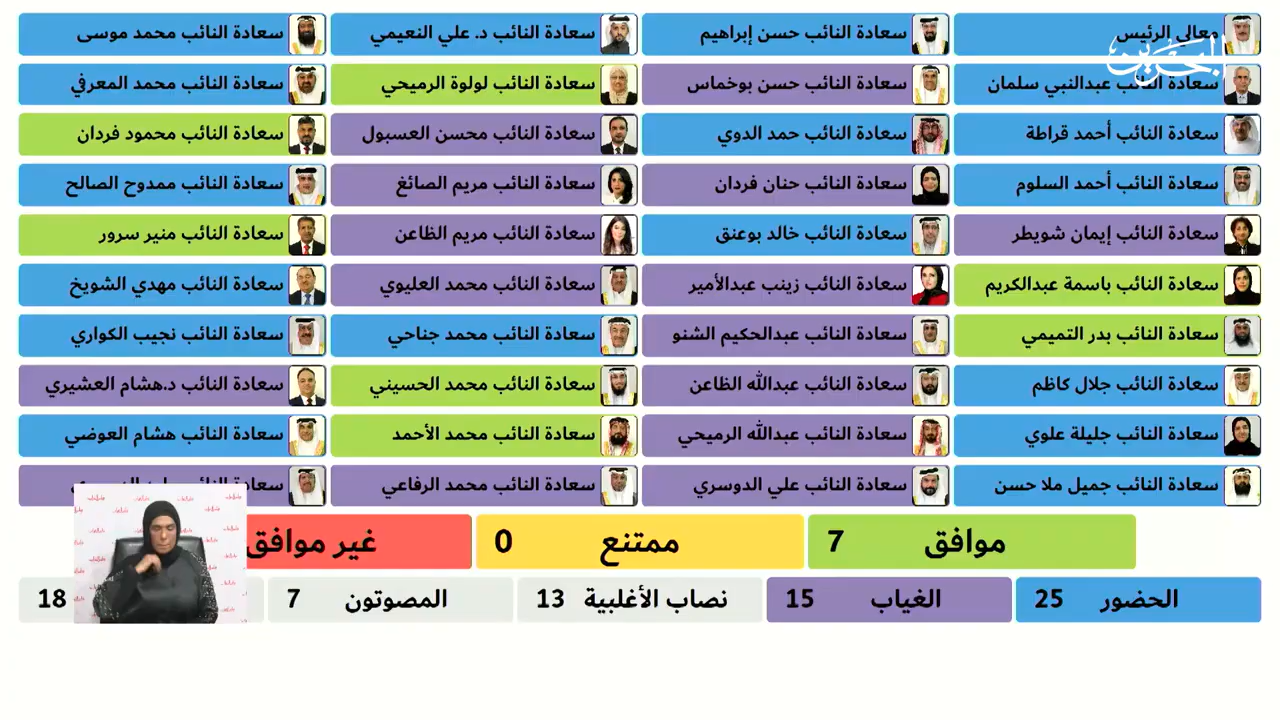 معالي الرئيس
سعادة النائب حسن إبراهيم
سعادة النائب د. علي النعيمي
سعادة النائب محمد موسى
البحرين
سعادة النائب عبدالنبي سلمان
سعادة النائب حسن بوخماس
سعادة النائب لولوة الرميحي
سعادة النائب محمد المعرفي
سعادة النائب أحمد قراطة
سعادة النائب حمد الدوي
سعادة النائب محسن العسبول
سعادة النائب محمود فردان
سعادة النائب أحمد السلوم
سعادة النائب حنان فردان
سعادة النائب مريم الصائغ
سعادة النائب ممدوح الصالح
سعادة النائب إيمان شويطر
سعادة النائب خالد بوعنق
سعادة النائب مريم الظاعن
سعادة النائب منير سرور
سعادة النائب باسمة عبدالكريم
سعادة النائب زينب عبدالأمير
سعادة النائب محمد العليوي
سعادة النائب مهدي الشويخ
سعادة النائب بدر التميمي
سعادة النائب عبدالحكيم الشنو
سعادة النائب محمد جناحي
سعادة النائب نجيب الكواري
سعادة النائب جلال كاظم
سعادة النائب عبدالله الظاعن
سعادة النائب محمد الحسيني
سعادة النائب د.هشام العشيري
سعادة النائب جليلة علوي
سعادة النائب عبدالله الرميحي
سعادة النائب محمد الأحمد
سعادة النائب هشام العوضي
سعادة النائب جميل ملا حسن
سعادة النائب علي الدوسري
سعادة النائب محمد الرفاعي
سعادة النائب
موافق 7
ممتنع 0
غير موافق
الحضور 25
الغياب 15
نصاب الأغلبية 13
المصوتون 7
18